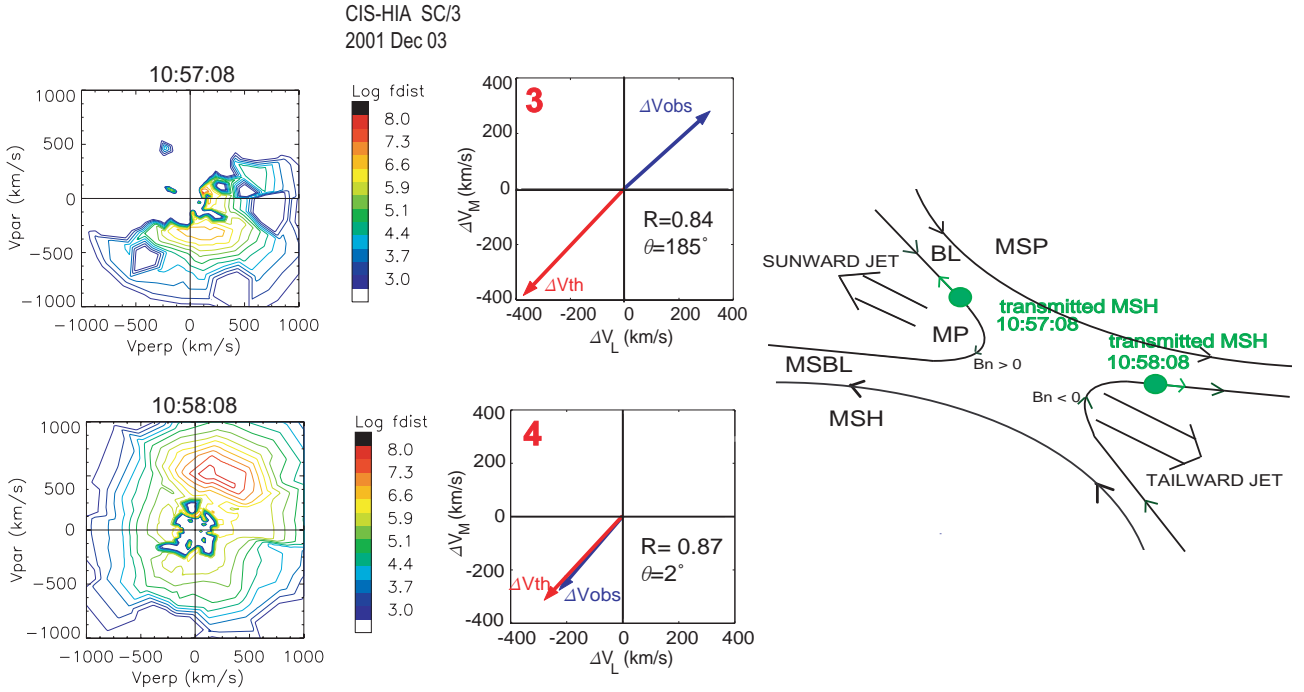 CIS-HIA SC/3
2001 Dec 03
10:57:08
1000
500
0
-500
-1000
Vpar (km/s)
-1000 -500 0 500 1000
Vperp (km/s)
Log fdist
8.0
7.3
6.6
5.9
5.1
4.4
3.7
3.0
3
ΔVobs
ΔVth
R=0.84
θ=185°
400
200
0
-200
-400
ΔV_M (km/s)
-400 -200 0 200 400
ΔV_L (km/s)
10:58:08
1000
500
0
-500
-1000
Vpar (km/s)
-1000 -500 0 500 1000
Vperp (km/s)
Log fdist
8.0
7.3
6.6
5.9
5.1
4.4
3.7
3.0
4
ΔVth
ΔVobs
R= 0.87
θ=2°
400
200
0
-200
-400
ΔV_M (km/s)
-400 -200 0 200 400
ΔV_L (km/s)
MSP
BL
SUNWARD JET
transmitted MSH
10:57:08
MP
transmitted MSH
10:58:08
MSBL
Bn > 0
Bn < 0
MSH
TAILWARD JET